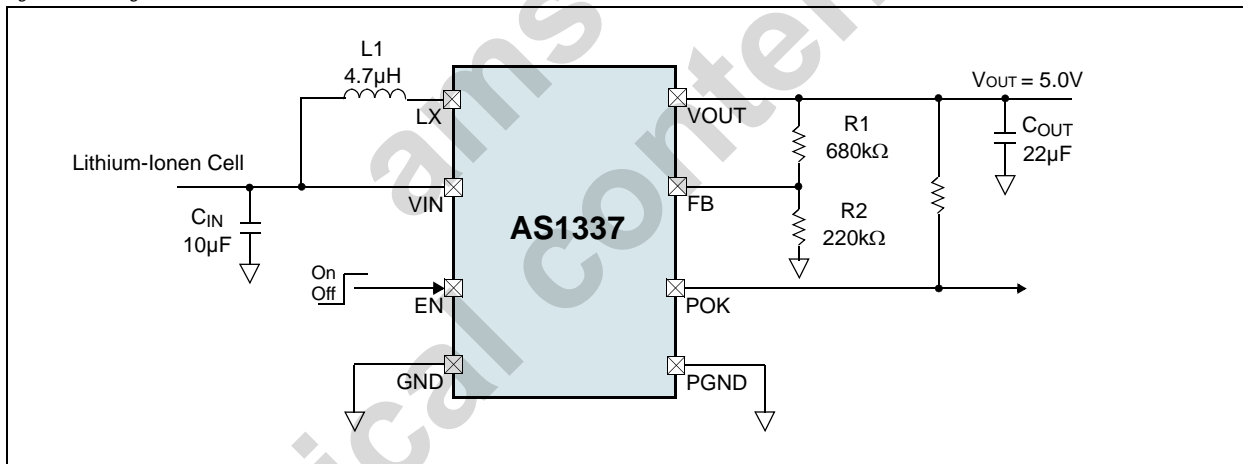 L1
4.7µH
LX
Lithium-Ionen Cell
VIN
CIN
10µF
On
Off
EN
GND
AS1337
VOUT
VOUT = 5.0V
R1
680kΩ
COUT
22µF
FB
R2
220kΩ
POK
PGND
ams